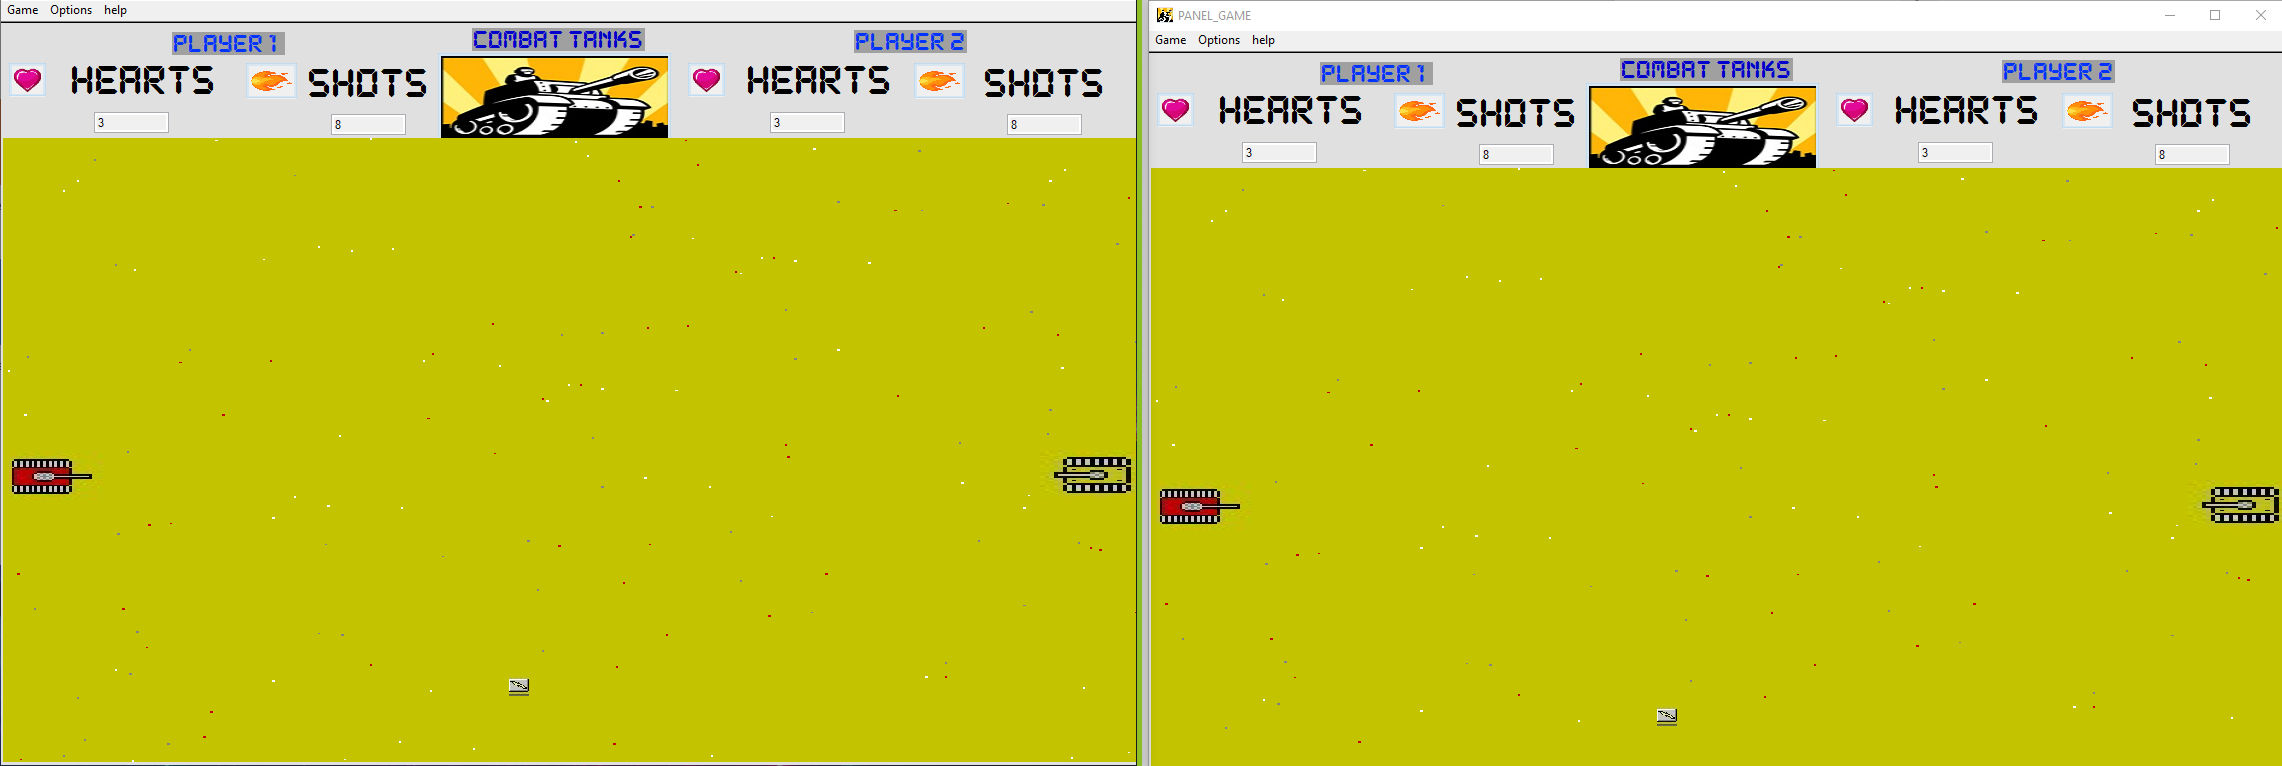 Game Options help
PLAYER 1
COMBAT TANKS
PLAYER 2
HEARTS
SHOTS
HEARTS
SHOTS
3
8
3
8
PANEL_GAME
Game Options help
PLAYER 1
COMBAT TANKS
PLAYER 2
HEARTS
SHOTS
HEARTS
SHOTS
3
8
3
8